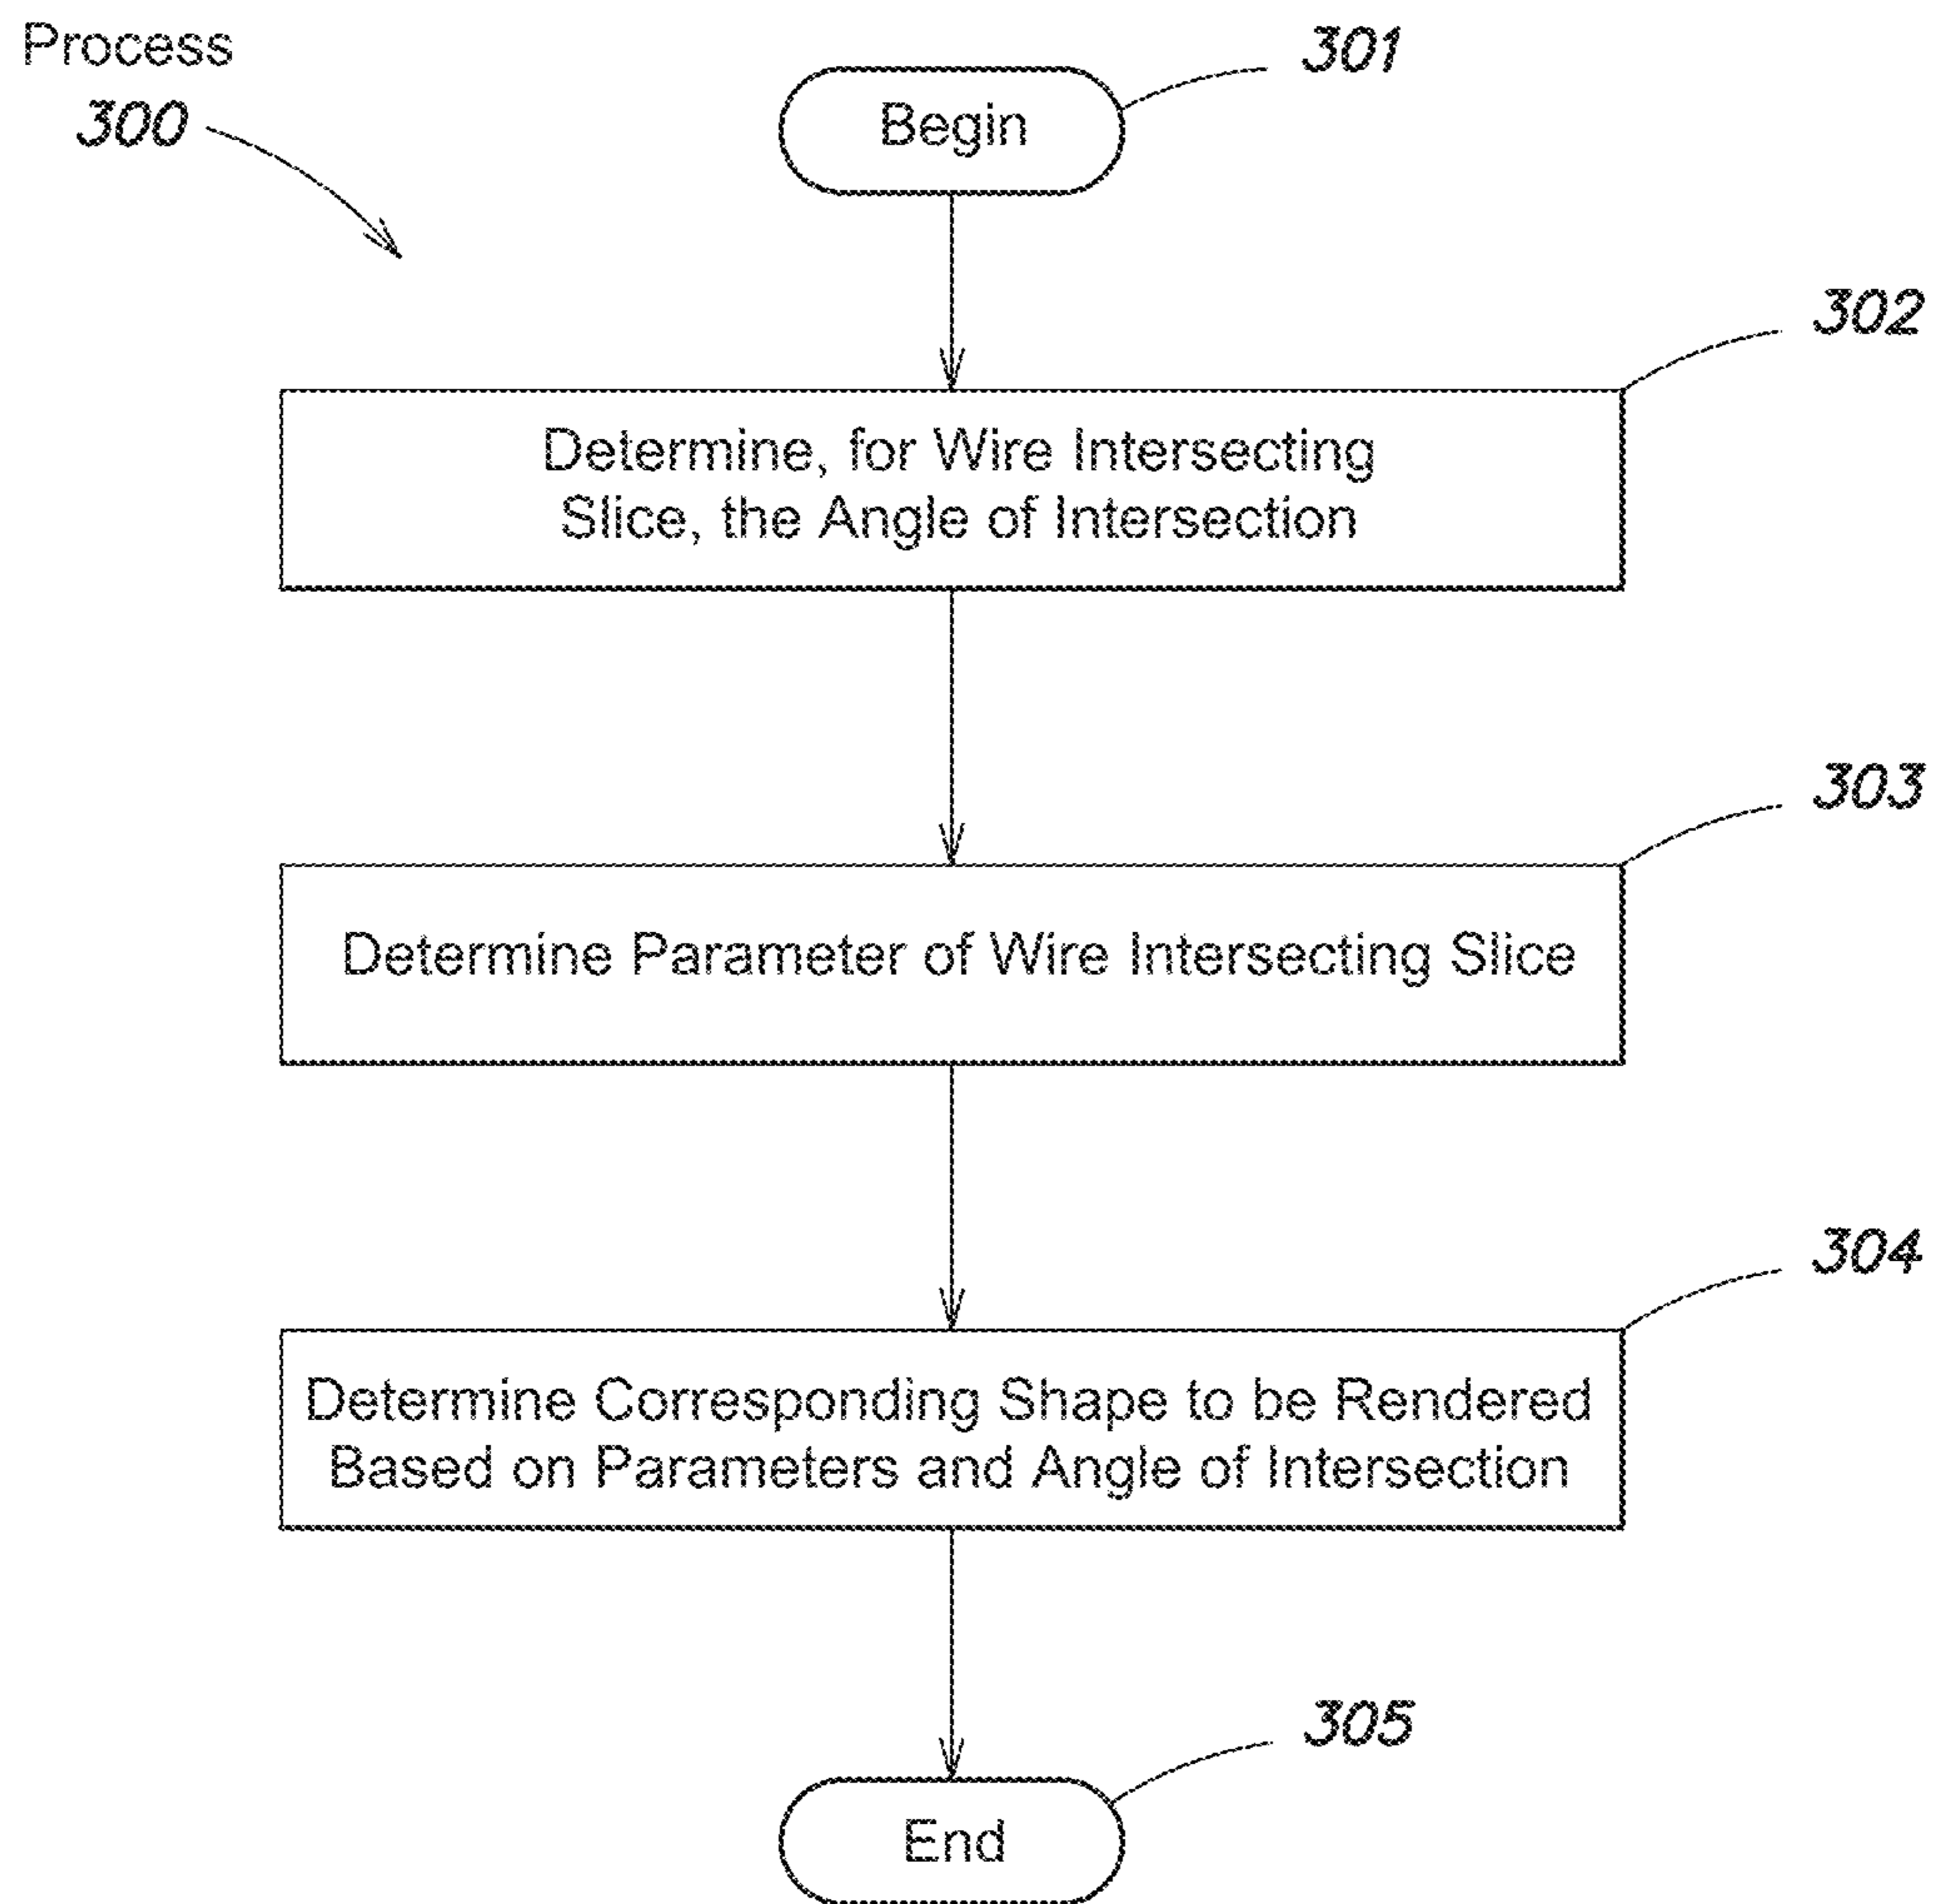 Process
300
301
Begin
302
Determine, for Wire Intersecting
Slice, the Angle of Intersection
303
Determine Parameter of Wire Intersecting Slice
304
Determine Corresponding Shape to be Rendered
Based on Parameters and Angle of Intersection
305
End